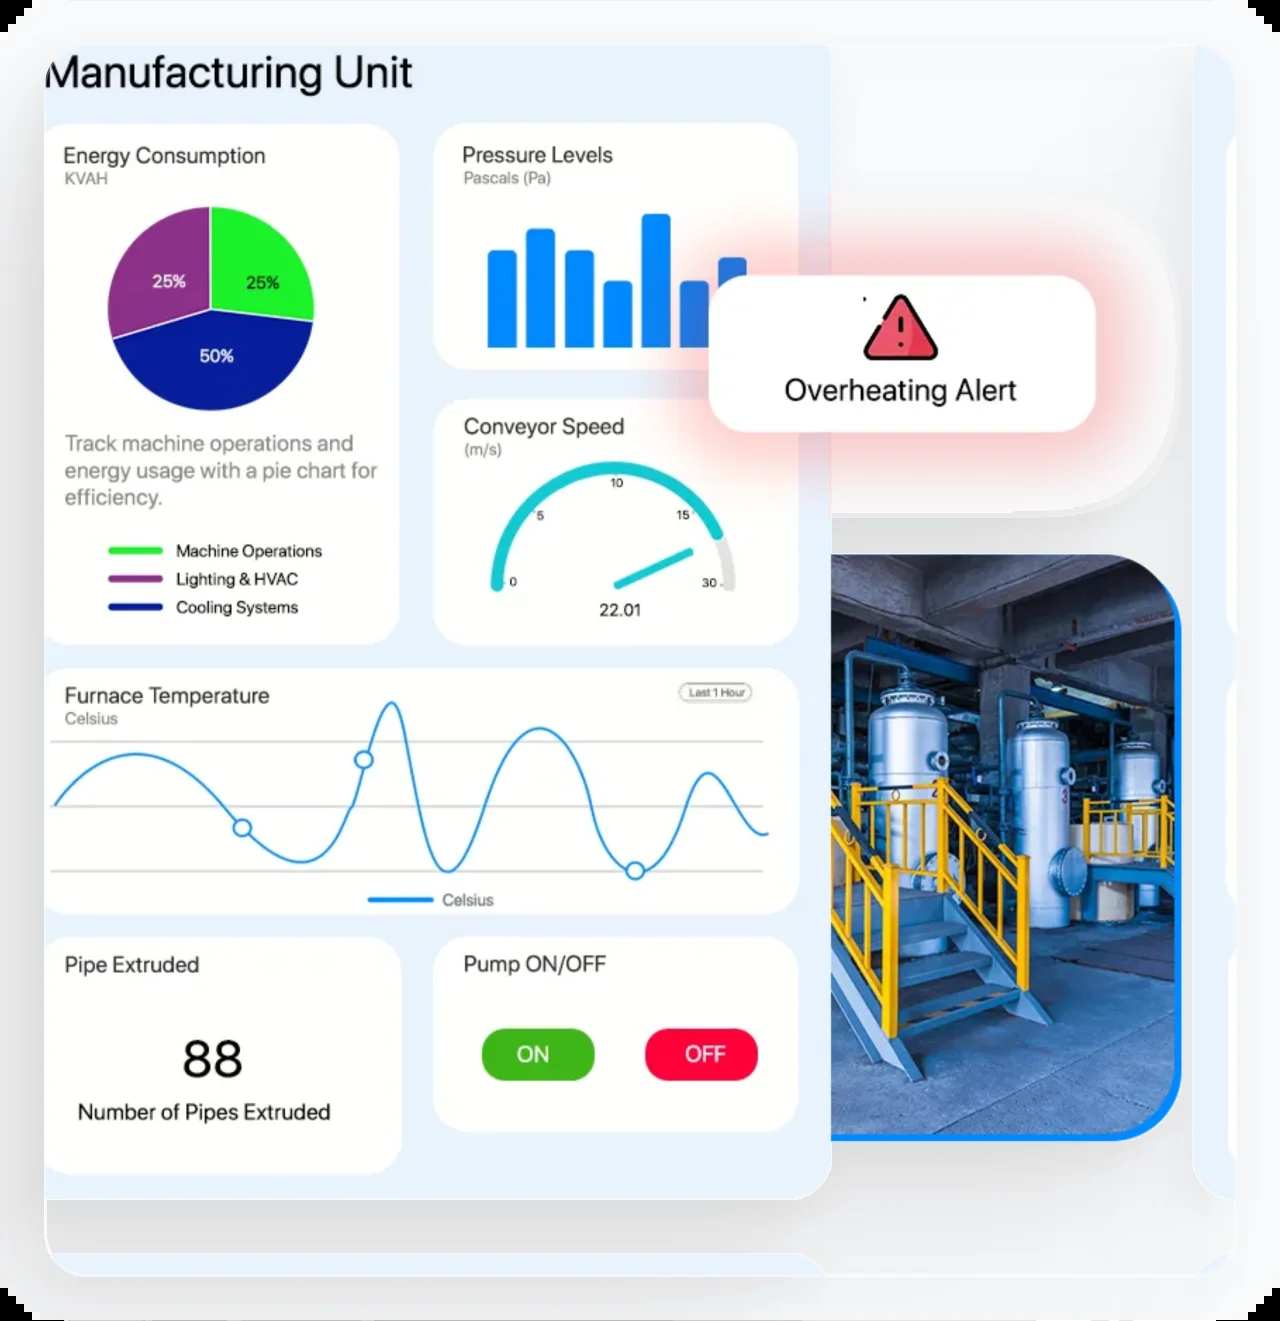 Manufacturing Unit
Energy Consumption
KVAH
25%
25%
50%
Track machine operations and
energy usage with a pie chart for
efficiency.
Machine Operations
Lighting & HVAC
Cooling Systems
Pressure Levels
Pascals (Pa)
Overheating Alert
Conveyor Speed
(m/s)
0
5
10
15
30
22.01
Furnace Temperature
Celsius
Last 1 Hour
Celsius
Pipe Extruded
88
Number of Pipes Extruded
Pump ON/OFF
ON
OFF
3